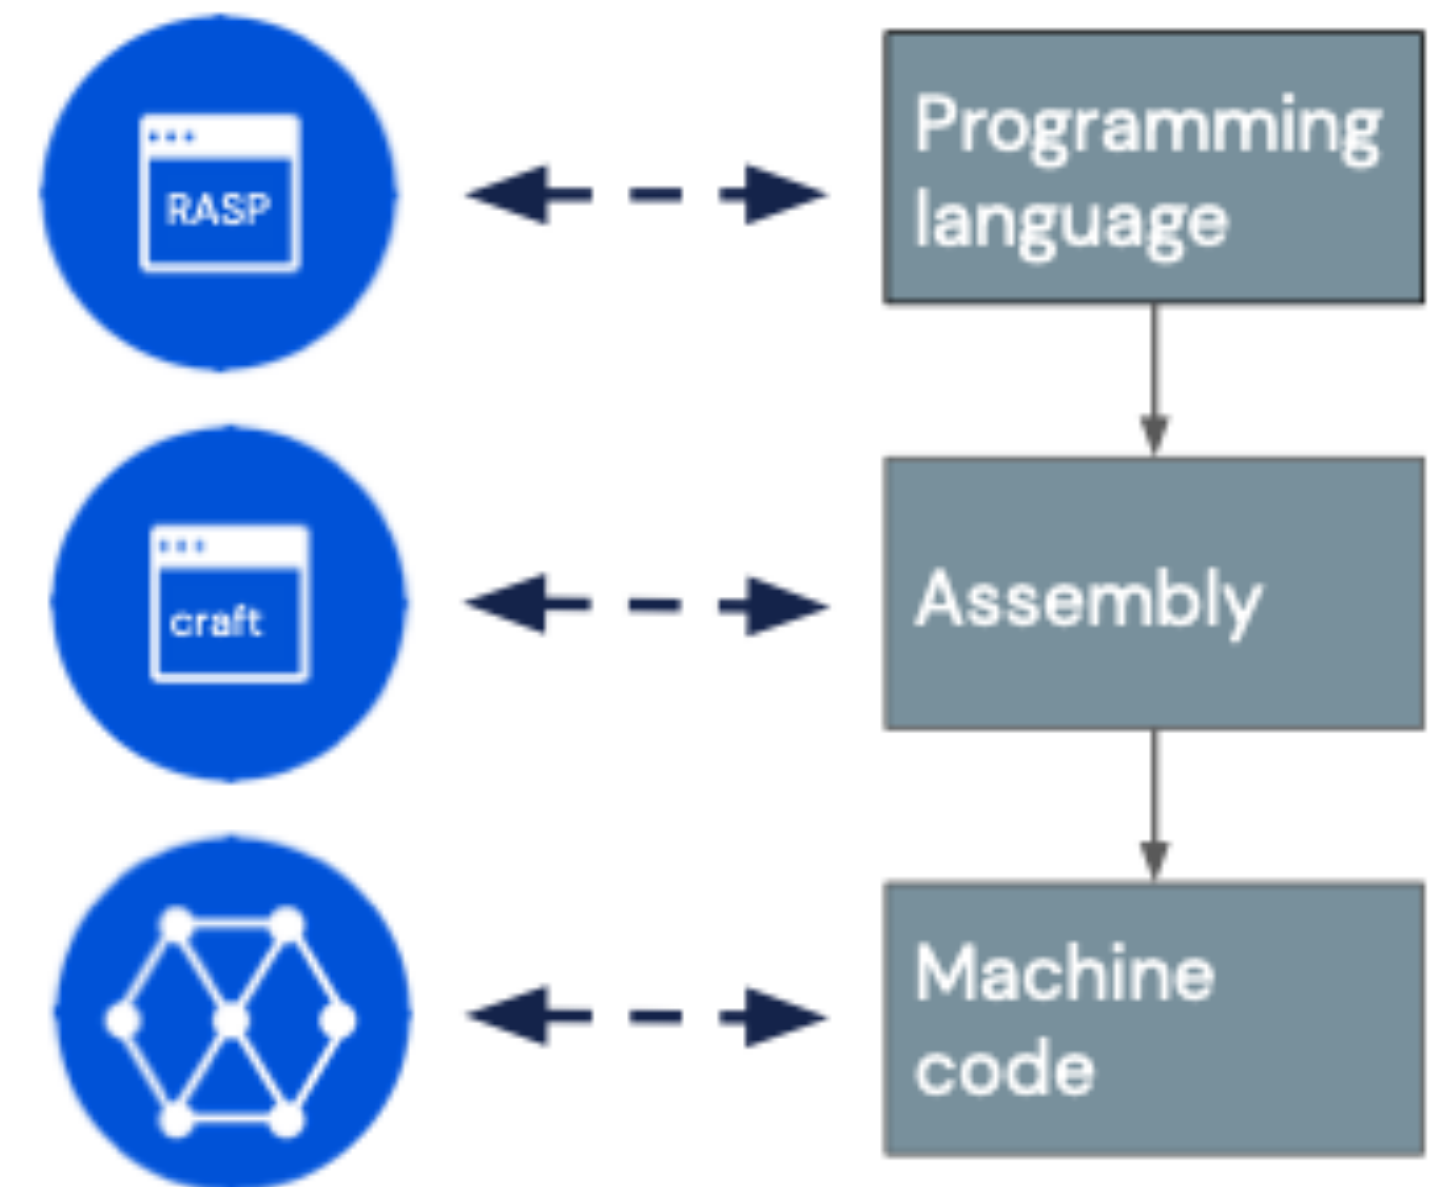 RASP
Programming
language
craft
Assembly
Machine
code